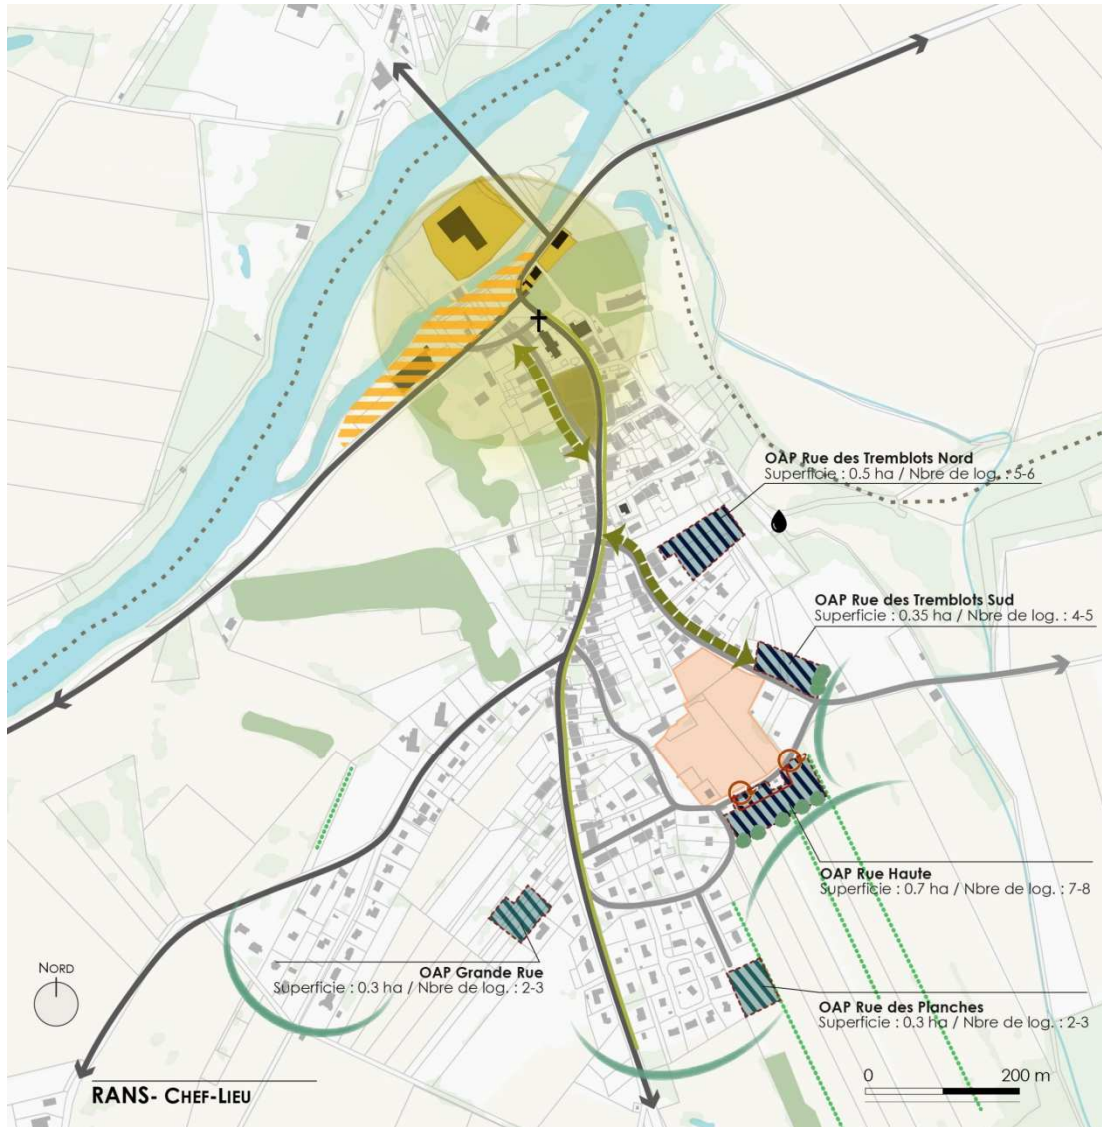 OAP Rue des Tremblots Nord
Superficie : 0.5 ha / Nbre de log. : 5-6
OAP Rue des Tremblots Sud
Superficie : 0.35 ha / Nbre de log. : 4-5
OAP Rue Haute
Superficie : 0.7 ha / Nbre de log. : 7-8
OAP Grande Rue
Superficie : 0.3 ha / Nbre de log. : 2-3
OAP Rue des Planches
Superficie : 0.3 ha / Nbre de log. : 2-3
NORD
RANS- CHEF-LIEU
0 200 m